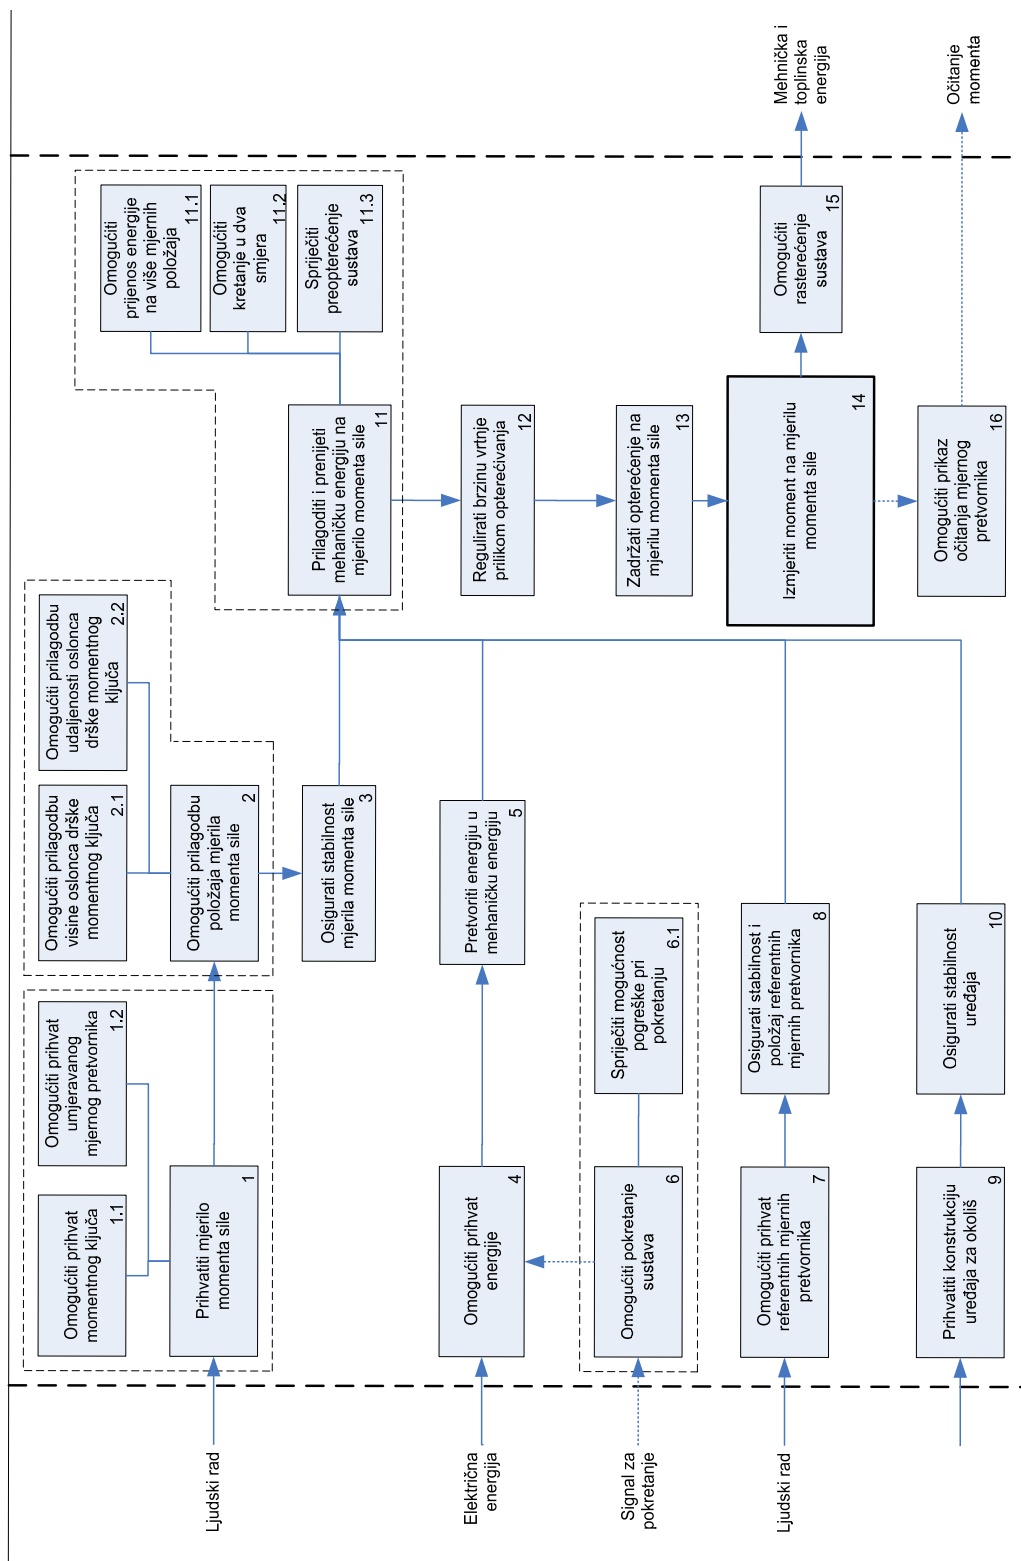 Ljudski rad
Omogućiti prihvat
momentnog ključa
1.1
Omogućiti prihvat
umjeravanog
mjernog pretvornika
1.2
Prihvatiti mjerilo
momenta sile
1
Omogućiti prilagodbu
visine oslonca drške
momentnog ključa
2.1
Omogućiti prilagodbu
udaljenosti oslonca
drške momentnog
ključa
2.2
Omogućiti prilagodbu
položaja mjerila
momenta sile
2
Osigurati stabilnost
mjerila momenta sile
3
Električna
energija
Omogućiti prihvat
energije
4
Pretvoriti energiju u
mehaničku energiju
5
Signal za
pokretanje
Omogućiti pokretanje
sustava
6
Spriječiti mogućnost
pogreške pri
pokretanju
6.1
Ljudski rad
Omogućiti prihvat
referentnih mjernih
pretvornika
7
Osigurati stabilnost i
položaj referentnih
mjernih pretvornika
8
Prihvatiti konstrukciju
uređaja za okoliš
9
Osigurati stabilnost
uređaja
10
Omogućiti
prijenos energije
na više mjernih
položaja
11.1
Omogućiti
kretanje u dva
smjera
11.2
Spriječiti
preopterećenje
sustava
11.3
Prilagoditi i prenijeti
mehaničku energiju na
mjerilo momenta sile
11
Regulirati brzinu vrtnje
prilikom opterećivanja
12
Zadržati opterećenje na
mjerilu momenta sile
13
Izmjeriti moment na mjerilu
momenta sile
14
Omogućiti
rasterećenje
sustava
15
Mehnička i
toplinska
energija
Omogućiti prikaz
očitanja mjernog
pretvornika
16
Očitanje
momenta